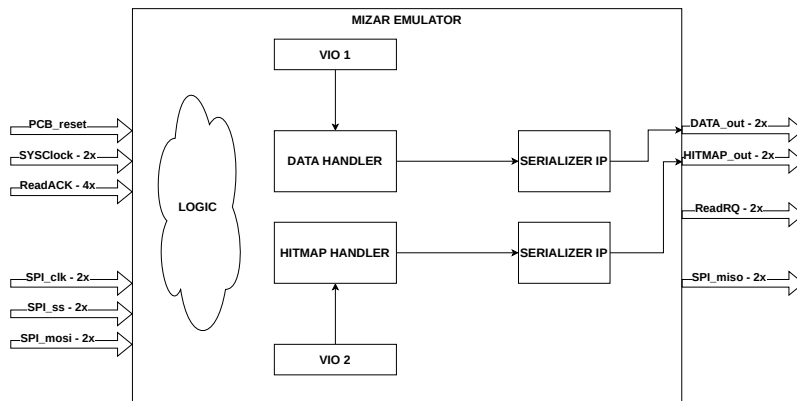 MIZAR EMULATOR
VIO 1
PCB_reset
SYSClock - 2x
ReadACK - 4x
SPI_clk - 2x
SPI_ss - 2x
SPI_mosi - 2x
LOGIC
DATA HANDLER
SERIALIZER IP
HITMAP HANDLER
SERIALIZER IP
VIO 2
DATA_out - 2x
HITMAP_out - 2x
ReadRQ - 2x
SPI_miso - 2x